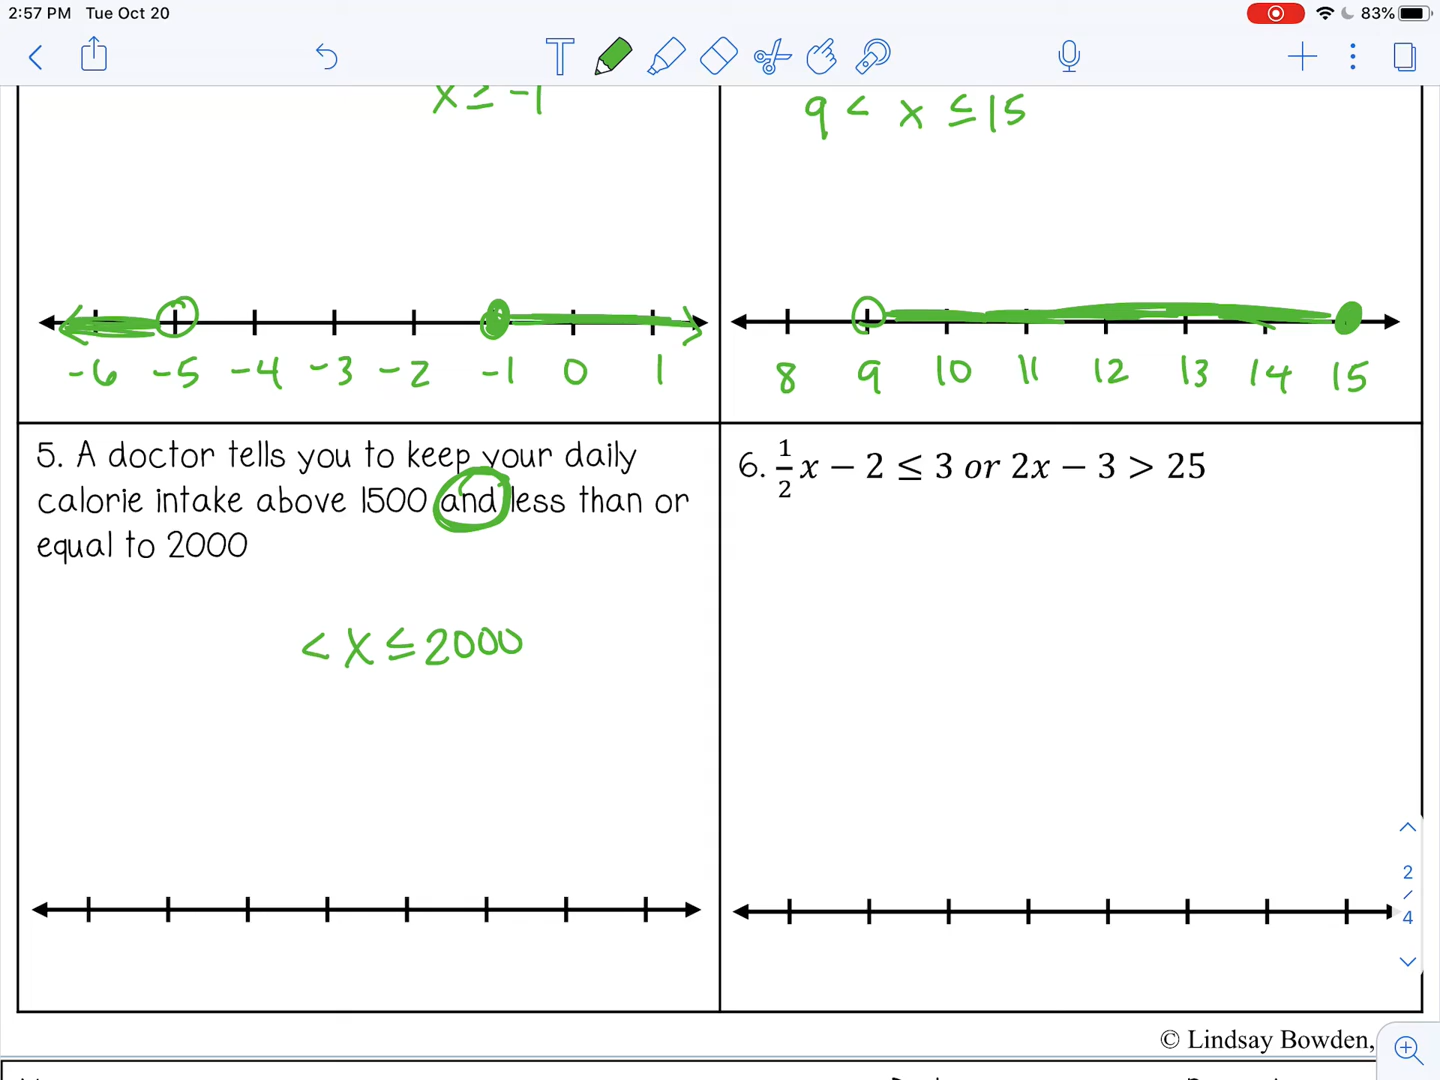 2:57 PM Tue Oct 20
83%
x ≥ -1
9 < x ≤ 15
-6 -5 -4 -3 -2 -1 0 1
8 9 10 11 12 13 14 15
5. A doctor tells you to keep your daily
calorie intake above 1500 and less than or
equal to 2000
< x ≤ 2000
6. 1/2 x − 2 ≤ 3 or 2x − 3 > 25
2/4
© Lindsay Bowden,